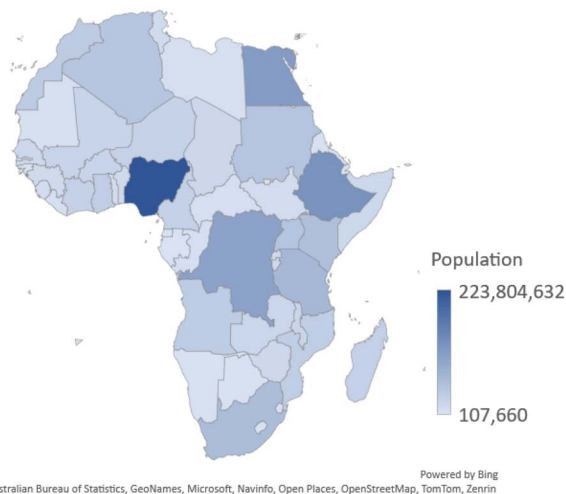 Population
223,804,632
107,660
Powered by Bing
stralian Bureau of Statistics, GeoNames, Microsoft, Navinfo, Open Places, OpenStreetMap, TomTom, Zenrin